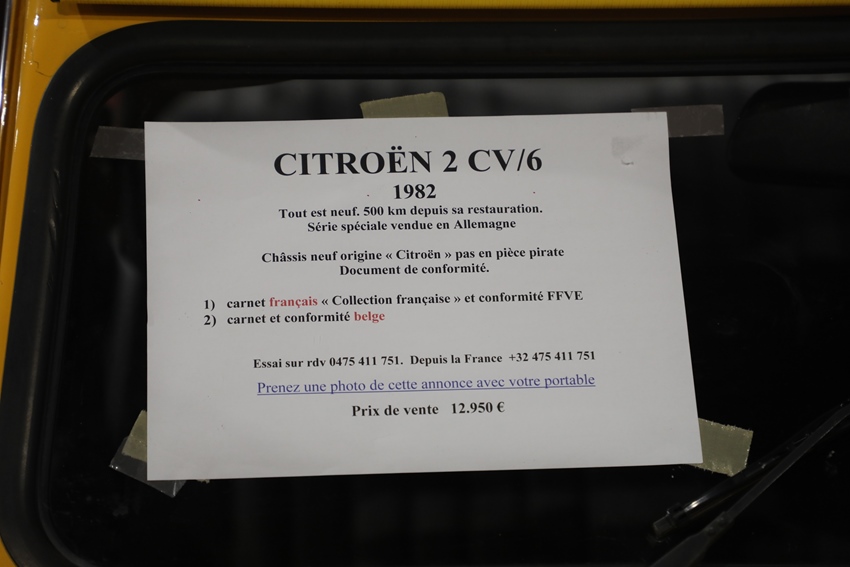 CITROËN 2 CV/6
1982
Tout est neuf. 500 km depuis sa restauration.
Série spéciale vendue en Allemagne
Châssis neuf origine « Citroën » pas en pièce pirate
Document de conformité.
1) carnet français « Collection française » et conformité FFVE
2) carnet et conformité belge
Essai sur rdv 0475 411 751. Depuis la France +32 475 411 751
Prenez une photo de cette annonce avec votre portable
Prix de vente 12.950 €